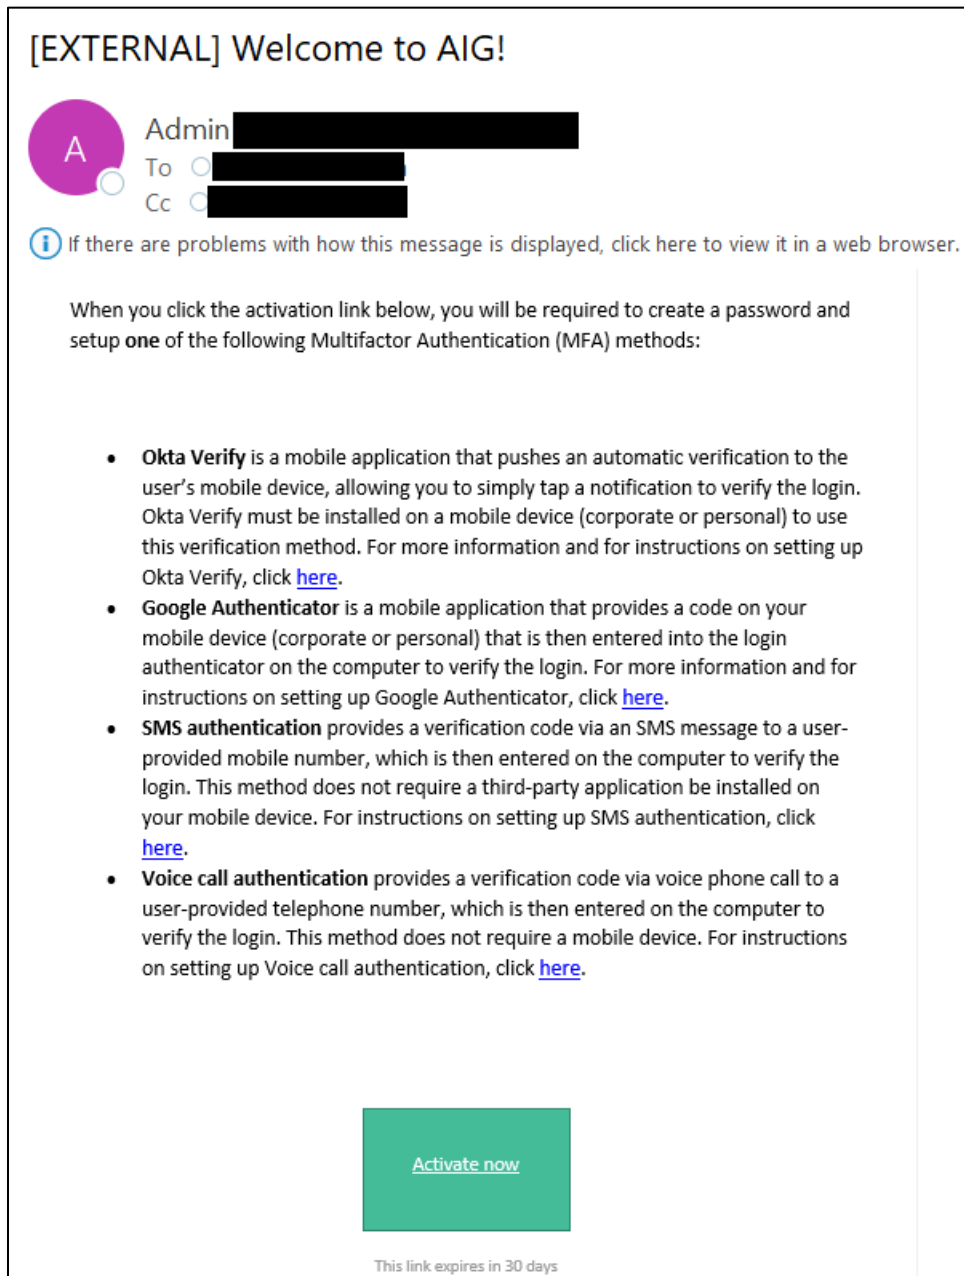 [EXTERNAL] Welcome to AIG!
A
Admin
To
Cc
If there are problems with how this message is displayed, click here to view it in a web browser.
When you click the activation link below, you will be required to create a password and
setup one of the following Multifactor Authentication (MFA) methods:
• Okta Verify is a mobile application that pushes an automatic verification to the
user's mobile device, allowing you to simply tap a notification to verify the login.
Okta Verify must be installed on a mobile device (corporate or personal) to use
this verification method. For more information and for instructions on setting up
Okta Verify, click here.
• Google Authenticator is a mobile application that provides a code on your
mobile device (corporate or personal) that is then entered into the login
authenticator on the computer to verify the login. For more information and for
instructions on setting up Google Authenticator, click here.
• SMS authentication provides a verification code via an SMS message to a user-
provided mobile number, which is then entered on the computer to verify the
login. This method does not require a third-party application be installed on
your mobile device. For instructions on setting up SMS authentication, click
here.
• Voice call authentication provides a verification code via voice phone call to a
user-provided telephone number, which is then entered on the computer to
verify the login. This method does not require a mobile device. For instructions
on setting up Voice call authentication, click here.
Activate now
This link expires in 30 days